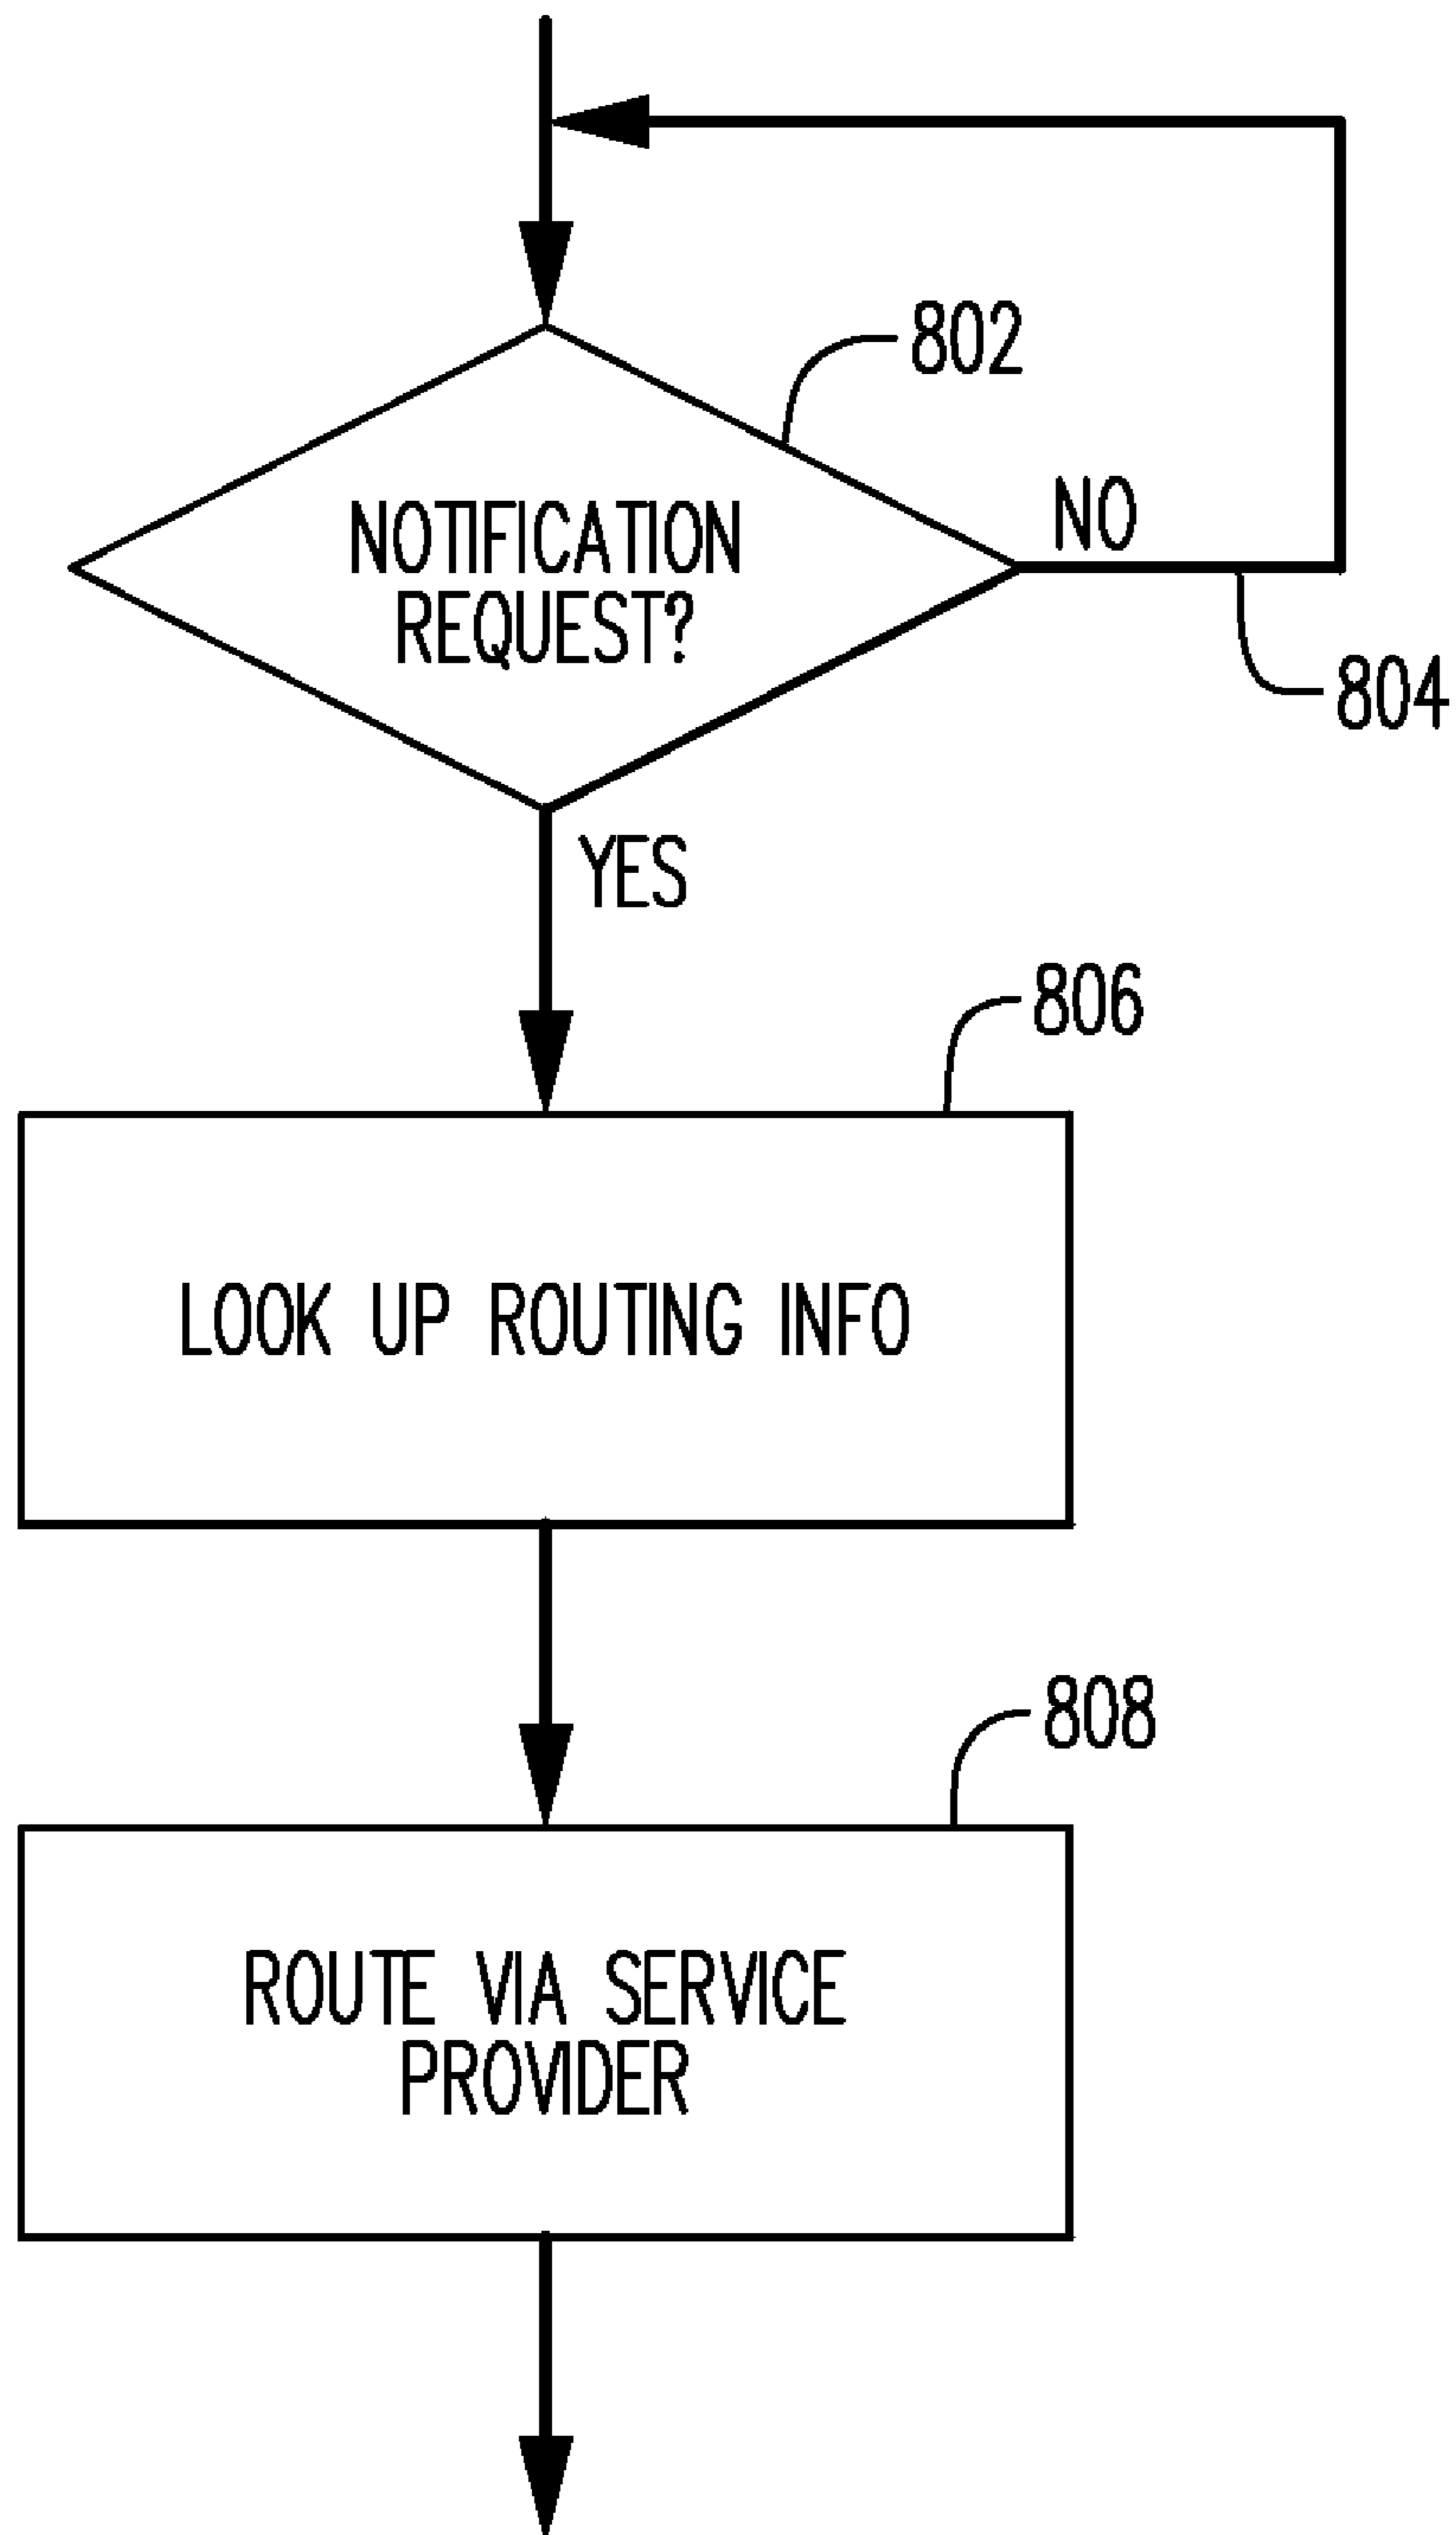 802
NOTIFICATION
REQUEST?
NO
804
YES
806
LOOK UP ROUTING INFO
808
ROUTE VIA SERVICE
PROVIDER